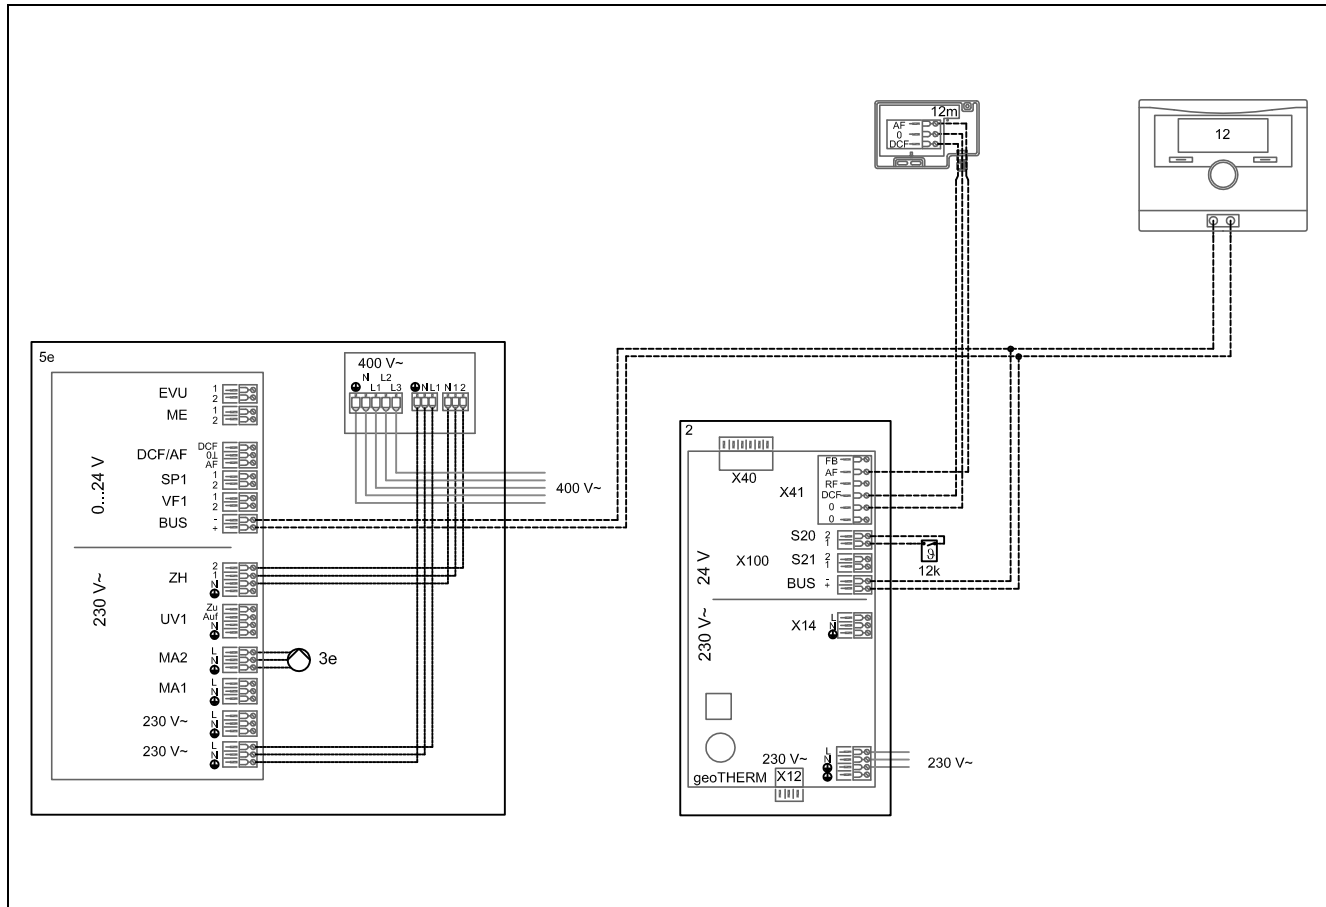 12m
AF
0
DCF
12
5e
400 V~
N L2
L1 L3
N L1
N 1 2
EVU
1
2
ME
1
2
0...24 V
DCF/AF
DCF
0⊥
AF
SP1
1
2
VF1
1
2
BUS
-
+
400 V~
230 V~
ZH
2
1
N
UV1
Zu
Auf
N
MA2
L
N
3e
MA1
L
N
230 V~
L
N
230 V~
L
N
2
X40
X41
FB
AF
RF
DCF
0
0
24 V
X100
S20
2
1
12k
S21
2
1
BUS
-
+
230 V~
X14
L
N
230 V~
L
N
230 V~
geoTHERM
X12